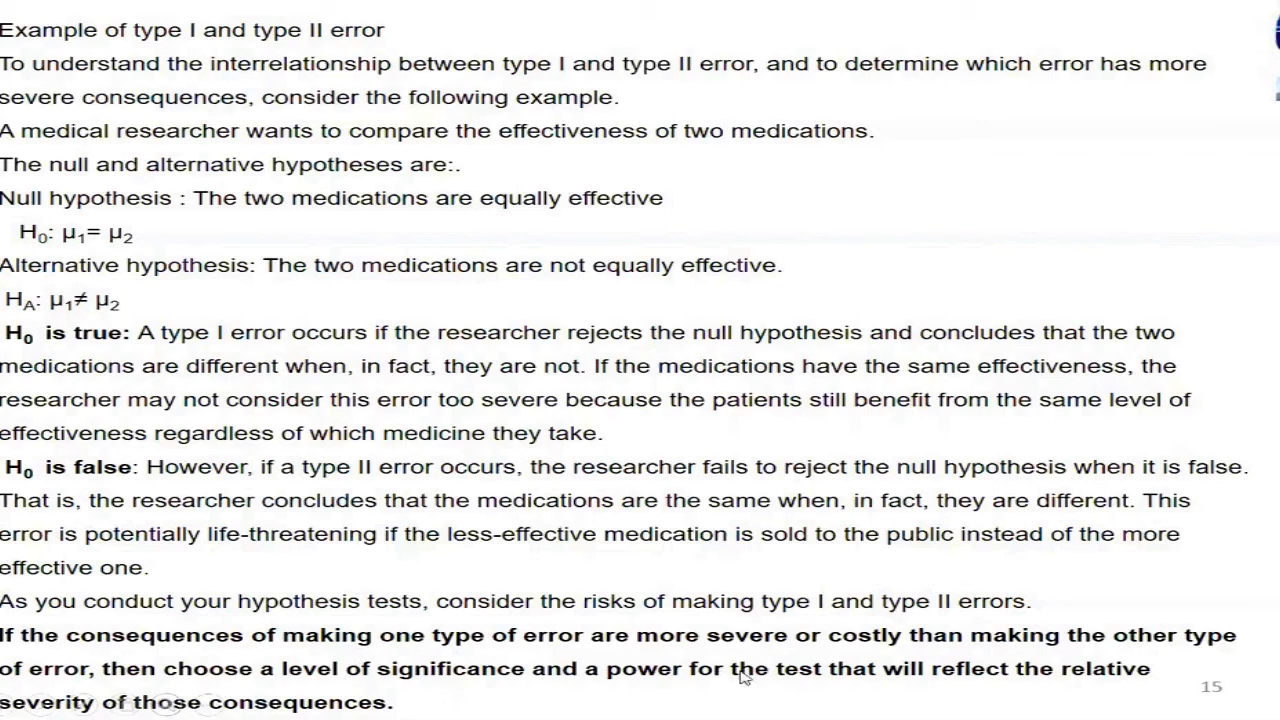 Example of type I and type II error
To understand the interrelationship between type I and type II error, and to determine which error has more
severe consequences, consider the following example.
A medical researcher wants to compare the effectiveness of two medications.
The null and alternative hypotheses are:.
Null hypothesis : The two medications are equally effective
H₀: μ₁= μ₂
Alternative hypothesis: The two medications are not equally effective.
H_A: μ₁≠ μ₂
H₀ is true: A type I error occurs if the researcher rejects the null hypothesis and concludes that the two
medications are different when, in fact, they are not. If the medications have the same effectiveness, the
researcher may not consider this error too severe because the patients still benefit from the same level of
effectiveness regardless of which medicine they take.
H₀ is false: However, if a type II error occurs, the researcher fails to reject the null hypothesis when it is false.
That is, the researcher concludes that the medications are the same when, in fact, they are different. This
error is potentially life-threatening if the less-effective medication is sold to the public instead of the more
effective one.
As you conduct your hypothesis tests, consider the risks of making type I and type II errors.
If the consequences of making one type of error are more severe or costly than making the other type
of error, then choose a level of significance and a power for the test that will reflect the relative
severity of those consequences.
15